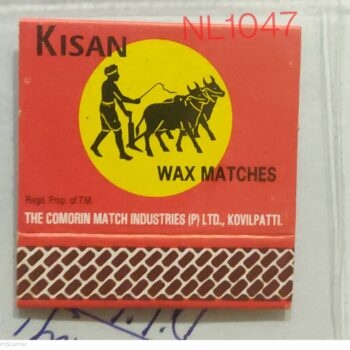 KISAN
NL1047
WAX MATCHES
Regd. Prop. of T.M.
THE COMORIN MATCH INDUSTRIES (P) LTD., KOVILPATTI.